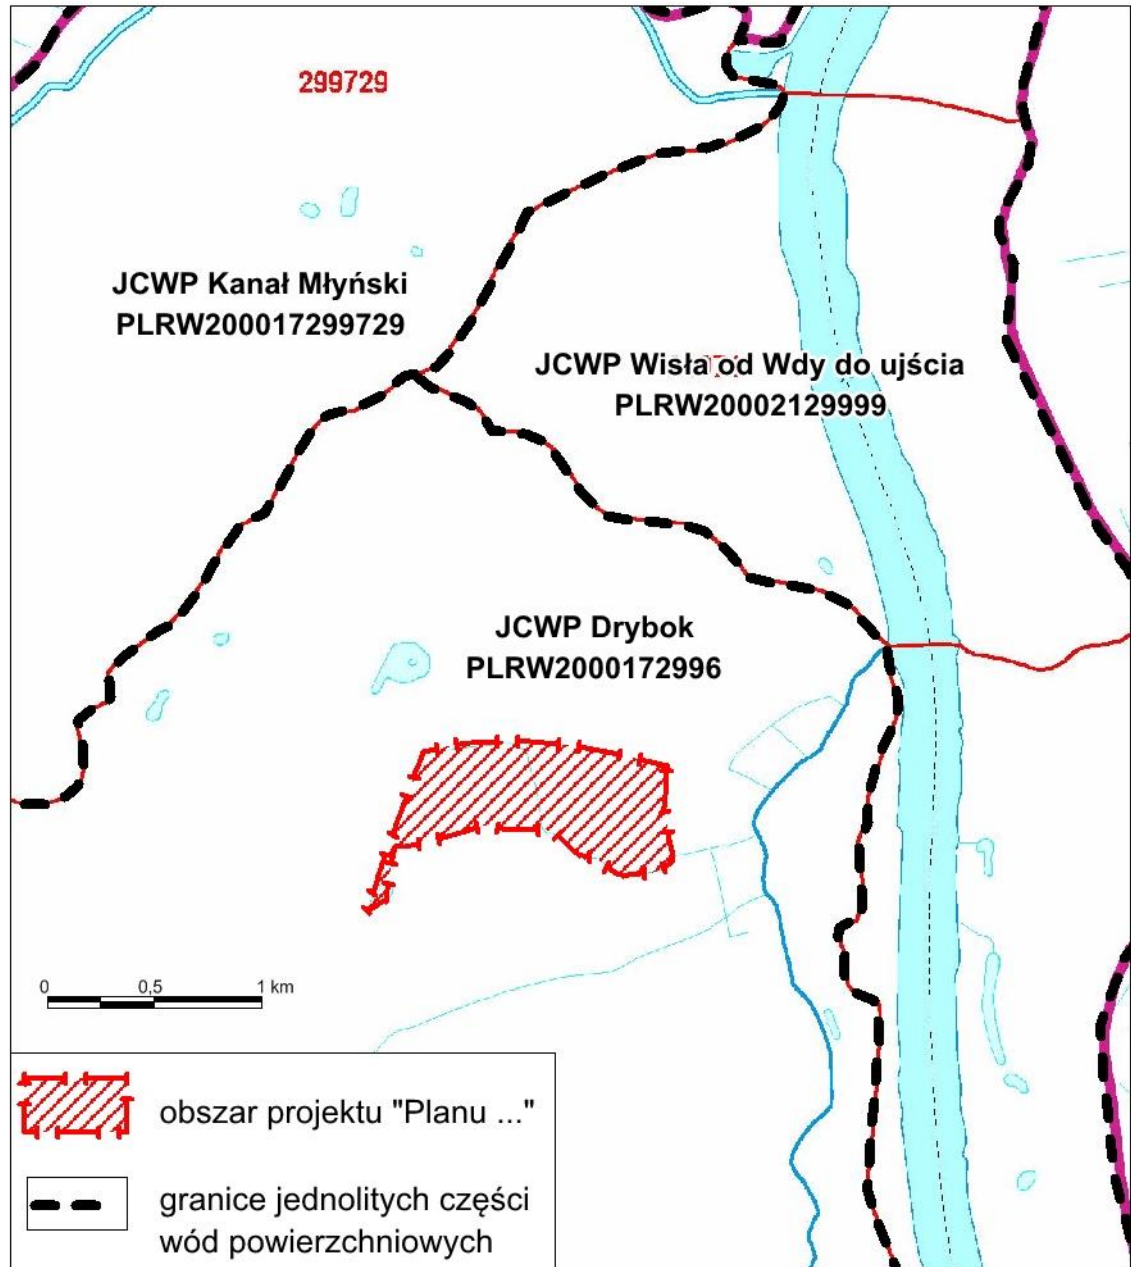 299729
JCWP Kanał Młyński
PLRW200017299729
JCWP Wisła od Wdy do ujścia
PLRW20002129999
JCWP Drybok
PLRW2000172996
0 0,5 1 km
obszar projektu "Planu ..."
granice jednolitych części
wód powierzchniowych